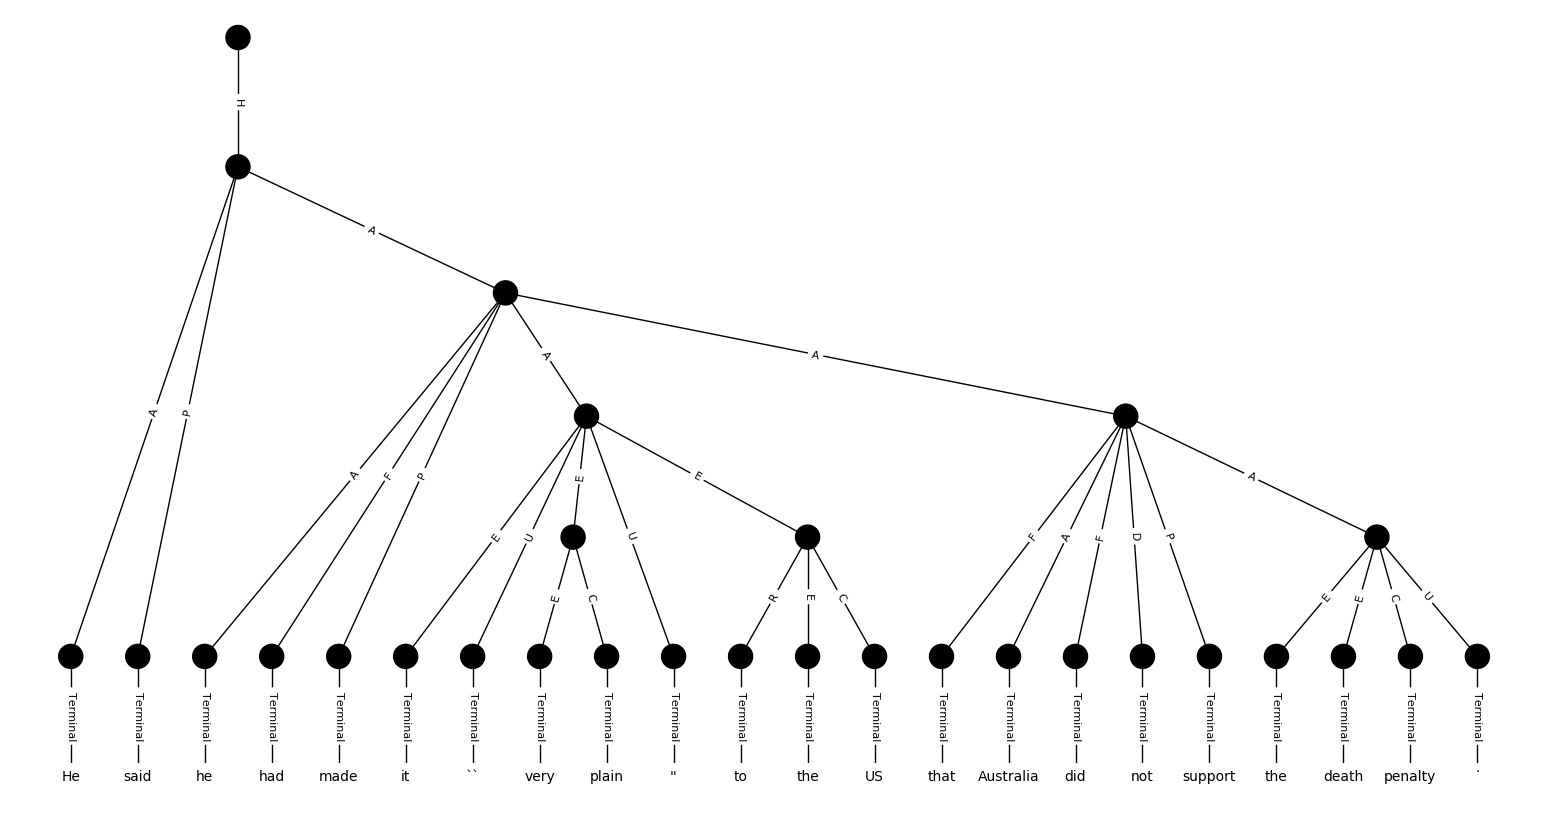 H
A
A A
A P
A F P E E
E U E U F A F D P A
E C R E C E E C U
Terminal Terminal Terminal Terminal Terminal Terminal Terminal Terminal Terminal Terminal Terminal Terminal Terminal Terminal Terminal Terminal Terminal Terminal Terminal Terminal Terminal Terminal
He said he had made it `` very plain " to the US that Australia did not support the death penalty .